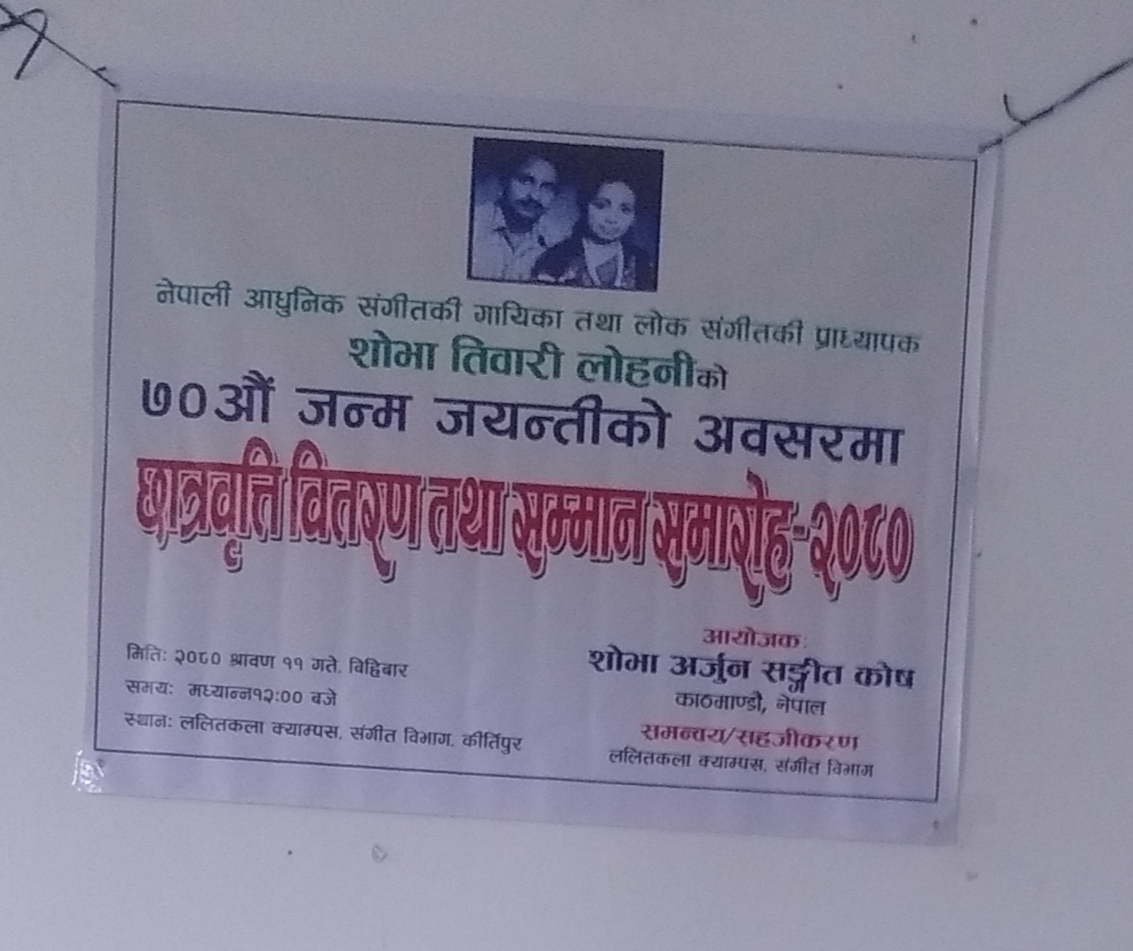 नेपाली आधुनिक संगीतकी गायिका तथा लोक संगीतकी प्राध्यापक
शोभा तिवारी लोहनीको
७०औं जन्म जयन्तीको अवसरमा
छात्रवृत्ति वितरण तथा सम्मान समारोह-२०८०
मितिः २०८० श्रावण ११ गते, बिहिबार
समयः मध्यान्न१२:०० बजे
स्थानः ललितकला क्याम्पस, संगीत विभाग, कीर्तिपुर
आयोजकः
शोभा अर्जुन सङ्गीत कोष
काठमाण्डौ, नेपाल
समन्वय/सहजीकरण
ललितकला क्याम्पस, संगीत विभाग